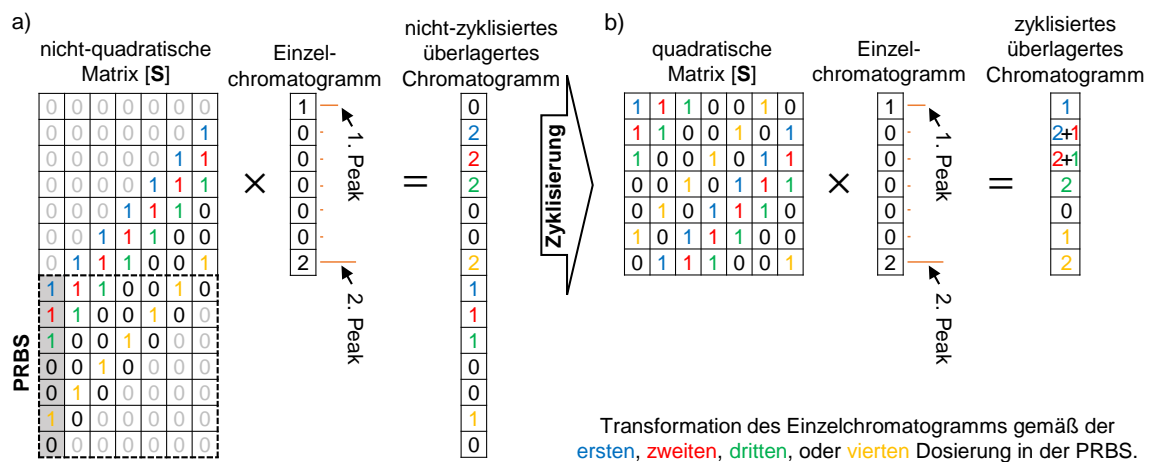 a)
nicht-quadratische
Matrix [S]
Einzel-
chromatogramm
nicht-zyklisiertes
überlagertes
Chromatogramm
0 0 0 0 0 0 0
0 0 0 0 0 0 1
0 0 0 0 0 1 1
0 0 0 0 1 1 1
0 0 0 1 1 1 0
0 0 1 1 1 0 0
0 1 1 1 0 0 1
1 1 1 0 0 1 0
1 1 0 0 1 0 0
1 0 0 1 0 0 0
0 0 1 0 0 0 0
0 1 0 0 0 0 0
1 0 0 0 0 0 0
0 0 0 0 0 0 0
PRBS
×
1
0
0
0
0
0
2
1. Peak
2. Peak
=
0
2
2
2
0
0
2
1
1
1
0
0
1
0
Zyklisierung
b)
quadratische
Matrix [S]
Einzel-
chromatogramm
zyklisiertes
überlagertes
Chromatogramm
1 1 1 0 0 1 0
1 1 0 0 1 0 1
1 0 0 1 0 1 1
0 0 1 0 1 1 1
0 1 0 1 1 1 0
1 0 1 1 1 0 0
0 1 1 1 0 0 1
×
1
0
0
0
0
0
2
1. Peak
2. Peak
=
1
2+1
2+1
2
0
1
2
Transformation des Einzelchromatogramms gemäß der
ersten, zweiten, dritten, oder vierten Dosierung in der PRBS.